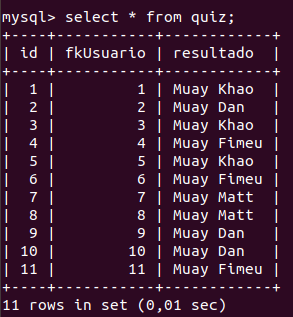 mysql> select * from quiz;
+----+-----------+------------+
| id | fkUsuario | resultado  |
+----+-----------+------------+
|  1 |         1 | Muay Khao  |
|  2 |         2 | Muay Dan   |
|  3 |         3 | Muay Khao  |
|  4 |         4 | Muay Fimeu |
|  5 |         5 | Muay Khao  |
|  6 |         6 | Muay Fimeu |
|  7 |         7 | Muay Matt  |
|  8 |         8 | Muay Matt  |
|  9 |         9 | Muay Dan   |
| 10 |        10 | Muay Dan   |
| 11 |        11 | Muay Fimeu |
+----+-----------+------------+
11 rows in set (0,01 sec)